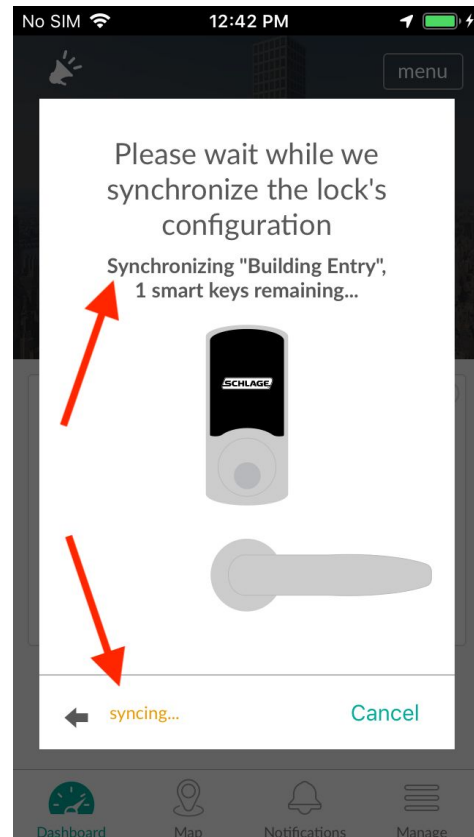 No SIM 12:42 PM
menu
Please wait while we
synchronize the lock's
configuration
Synchronizing "Building Entry",
1 smart keys remaining...
SCHLAGE
syncing...
Cancel
Dashboard Map Notifications Manage